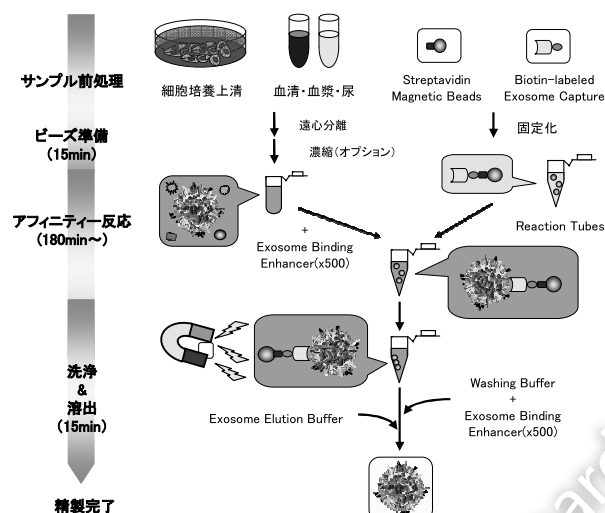 サンプル前処理
ビーズ準備
(15min)
アフィニティー反応
(180min～)
洗浄
&
溶出
(15min)
精製完了
細胞培養上清
血清・血漿・尿
遠心分離
濃縮(オプション)
+
Exosome Binding
Enhancer(x500)
Streptavidin
Magnetic Beads
Biotin-labeled
Exosome Capture
固定化
Reaction Tubes
Exosome Elution Buffer
Washing Buffer
+
Exosome Binding
Enhancer(x500)